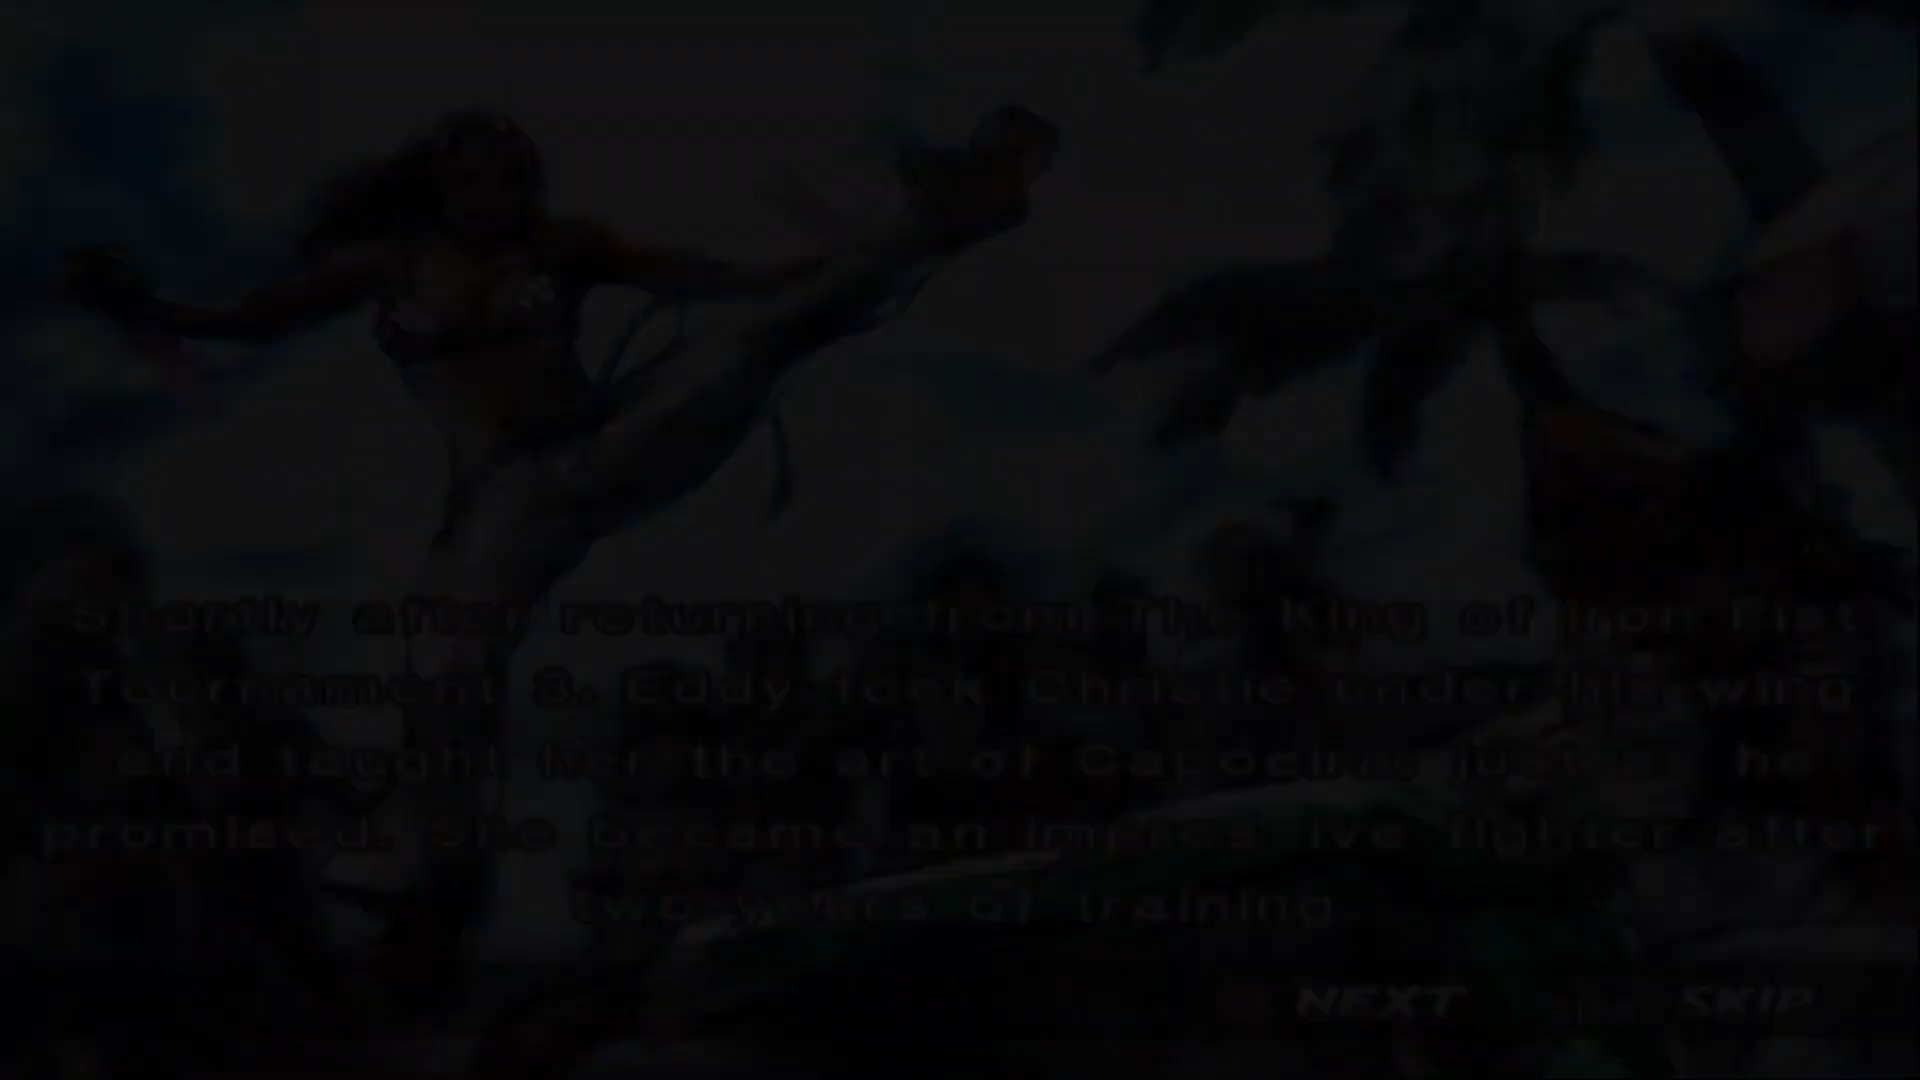 Shortly after returning from The King of Iron Fist
Tournament 3, Eddy took Christie under his wing
and taught her the art of Capoeira, just as he
promised. She became an impressive fighter after
two years of training.
NEXT SKIP